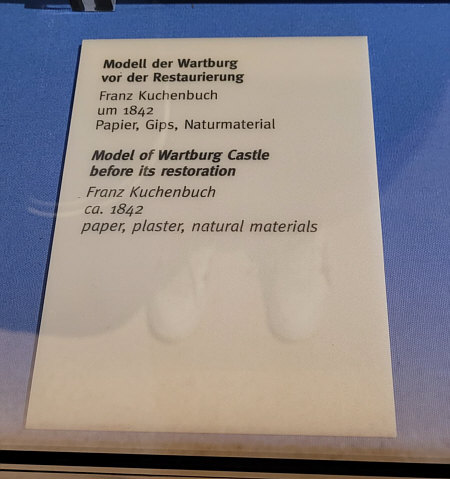 Modell der Wartburg
vor der Restaurierung
Franz Kuchenbuch
um 1842
Papier, Gips, Naturmaterial
Model of Wartburg Castle
before its restoration
Franz Kuchenbuch
ca. 1842
paper, plaster, natural materials